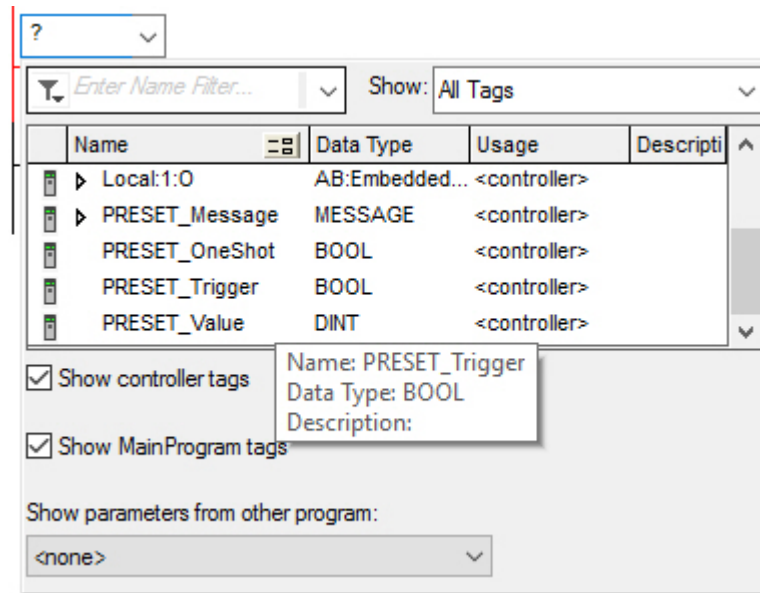 ?
Enter Name Filter... Show: All Tags
Name Data Type Usage Descripti
Local:1:O AB:Embedded... <controller>
PRESET_Message MESSAGE <controller>
PRESET_OneShot BOOL <controller>
PRESET_Trigger BOOL <controller>
PRESET_Value DINT <controller>
Name: PRESET_Trigger
Show controller tags
Data Type: BOOL
Description:
Show MainProgram tags
Show parameters from other program:
<none>